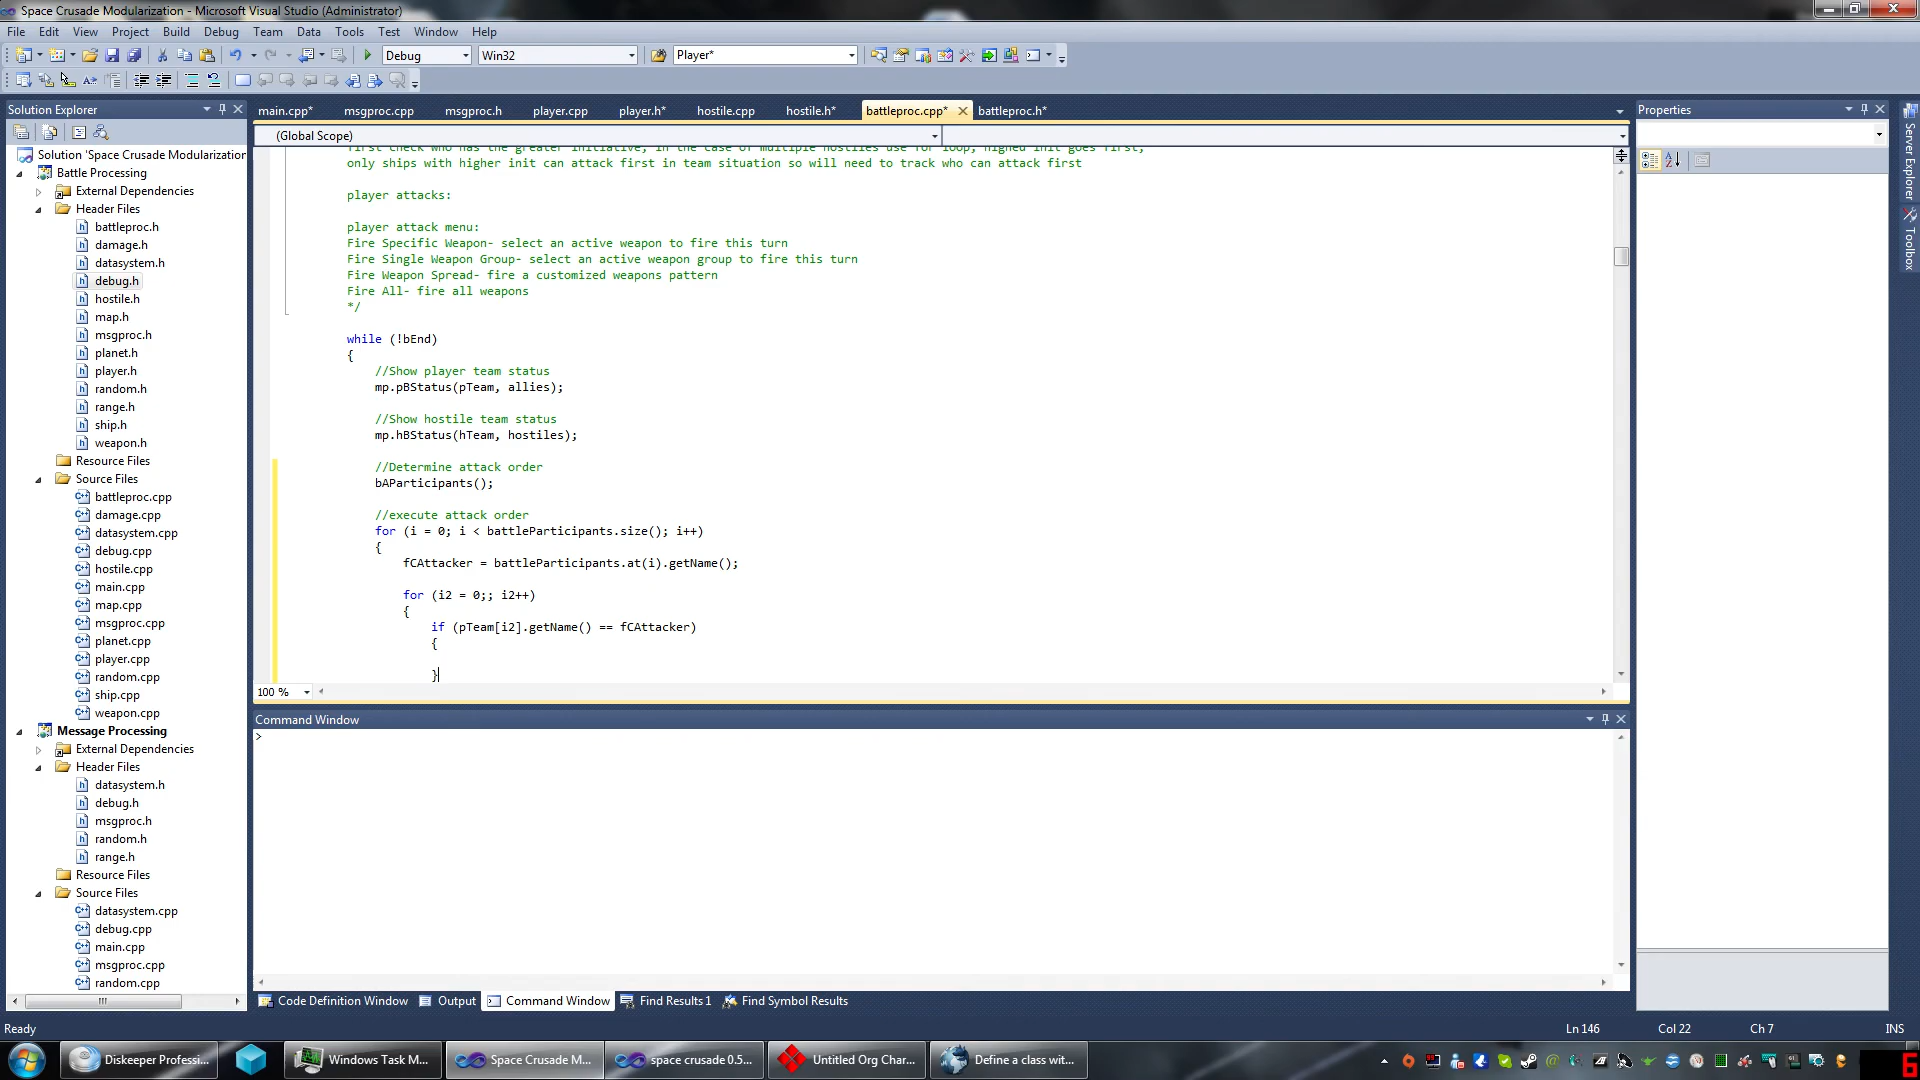 Space Crusade Modularization - Microsoft Visual Studio (Administrator)
File Edit View Project Build Debug Team Data Tools Test Window Help
Debug Win32 Player*
Solution Explorer
main.cpp* msgproc.cpp msgproc.h player.cpp player.h* hostile.cpp hostile.h* battleproc.cpp* battleproc.h*
Properties
(Global Scope)
Solution 'Space Crusade Modularization
Battle Processing
External Dependencies
Header Files
battleproc.h
damage.h
datasystem.h
debug.h
hostile.h
map.h
msgproc.h
planet.h
player.h
random.h
range.h
ship.h
weapon.h
Resource Files
Source Files
battleproc.cpp
damage.cpp
datasystem.cpp
debug.cpp
hostile.cpp
main.cpp
map.cpp
msgproc.cpp
planet.cpp
player.cpp
random.cpp
ship.cpp
weapon.cpp
Message Processing
External Dependencies
Header Files
datasystem.h
debug.h
msgproc.h
random.h
range.h
Resource Files
Source Files
datasystem.cpp
debug.cpp
main.cpp
msgproc.cpp
random.cpp
first check who has the greater initiative, in the case of multiple hostiles use for loop, highed init goes first,
only ships with higher init can attack first in team situation so will need to track who can attack first
player attacks:
player attack menu:
Fire Specific Weapon- select an active weapon to fire this turn
Fire Single Weapon Group- select an active weapon group to fire this turn
Fire Weapon Spread- fire a customized weapons pattern
Fire All- fire all weapons
*/
while (!bEnd)
{
//Show player team status
mp.pBStatus(pTeam, allies);
//Show hostile team status
mp.hBStatus(hTeam, hostiles);
//Determine attack order
bAParticipants();
//execute attack order
for (i = 0; i < battleParticipants.size(); i++)
{
fCAttacker = battleParticipants.at(i).getName();
for (i2 = 0;; i2++)
{
if (pTeam[i2].getName() == fCAttacker)
{
}
100 %
Command Window
>
Code Definition Window Output Command Window Find Results 1 Find Symbol Results
Server Explorer
Toolbox
Ready Ln 146 Col 22 Ch 7 INS
Diskeeper Professi... Windows Task M... Space Crusade M... space crusade 0.5... Untitled Org Char... Define a class wit...